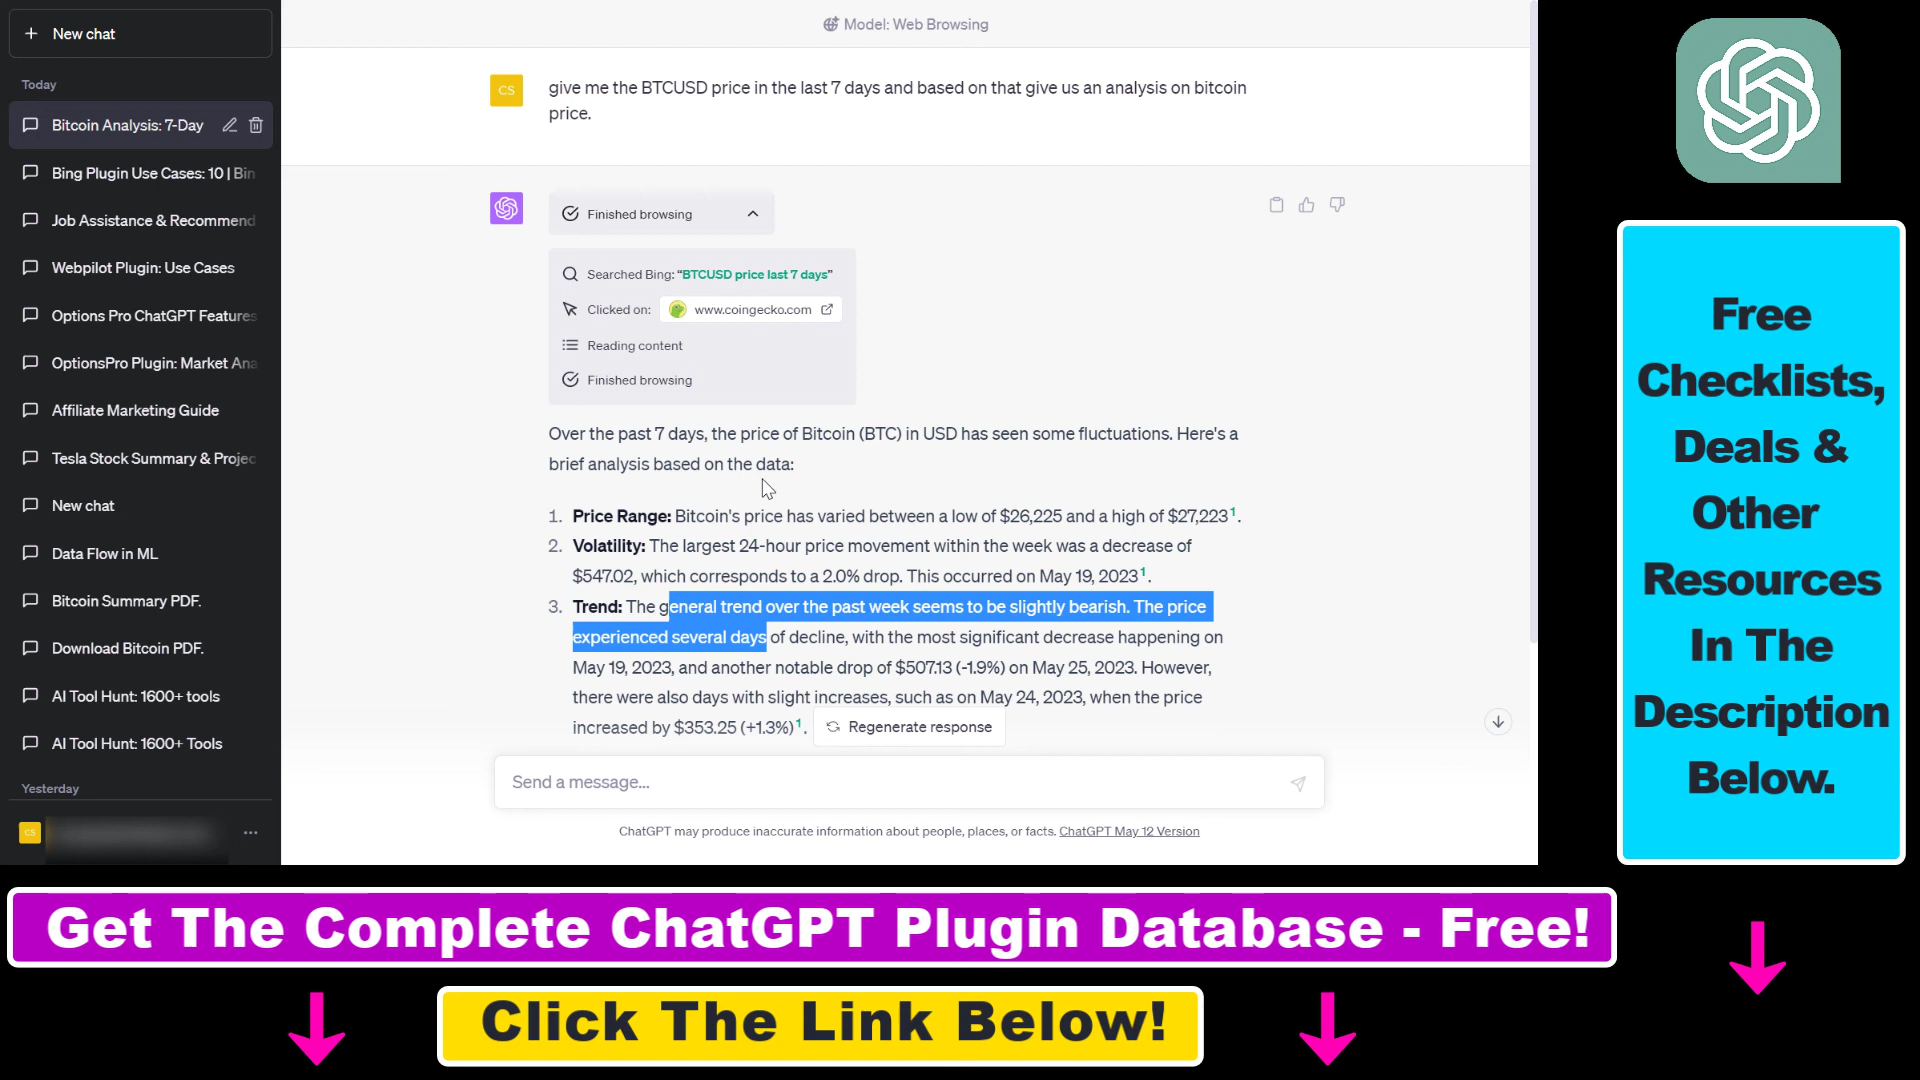 New chat
Model: Web Browsing
Today
Bitcoin Analysis: 7-Day
Bing Plugin Use Cases: 10 | Bin
Job Assistance & Recommend
Webpilot Plugin: Use Cases
Options Pro ChatGPT Features
OptionsPro Plugin: Market Ana
Affiliate Marketing Guide
Tesla Stock Summary & Projec
New chat
Data Flow in ML
Bitcoin Summary PDF.
Download Bitcoin PDF.
AI Tool Hunt: 1600+ tools
AI Tool Hunt: 1600+ Tools
Yesterday
CS
CS
give me the BTCUSD price in the last 7 days and based on that give us an analysis on bitcoin
price.
Finished browsing
Searched Bing: “BTCUSD price last 7 days”
Clicked on: www.coingecko.com
Reading content
Finished browsing
Over the past 7 days, the price of Bitcoin (BTC) in USD has seen some fluctuations. Here's a
brief analysis based on the data:
1. Price Range: Bitcoin's price has varied between a low of $26,225 and a high of $27,223¹.
2. Volatility: The largest 24-hour price movement within the week was a decrease of
$547.02, which corresponds to a 2.0% drop. This occurred on May 19, 2023¹.
3. Trend: The general trend over the past week seems to be slightly bearish. The price
experienced several days of decline, with the most significant decrease happening on
May 19, 2023, and another notable drop of $507.13 (-1.9%) on May 25, 2023. However,
there were also days with slight increases, such as on May 24, 2023, when the price
increased by $353.25 (+1.3%)¹.
Regenerate response
Send a message...
ChatGPT may produce inaccurate information about people, places, or facts. ChatGPT May 12 Version
Free
Checklists,
Deals &
Other
Resources
In The
Description
Below.
Get The Complete ChatGPT Plugin Database - Free!
Click The Link Below!